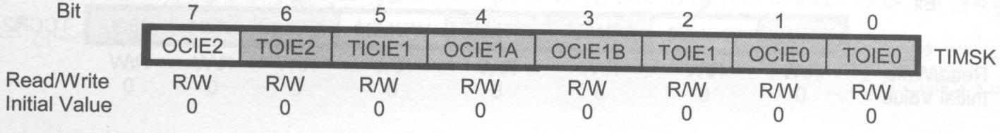 Bit 7 6 5 4 3 2 1 0
OCIE2 TOIE2 TICIE1 OCIE1A OCIE1B TOIE1 OCIE0 TOIE0 TIMSK
Read/Write R/W R/W R/W R/W R/W R/W R/W R/W
Initial Value 0 0 0 0 0 0 0 0